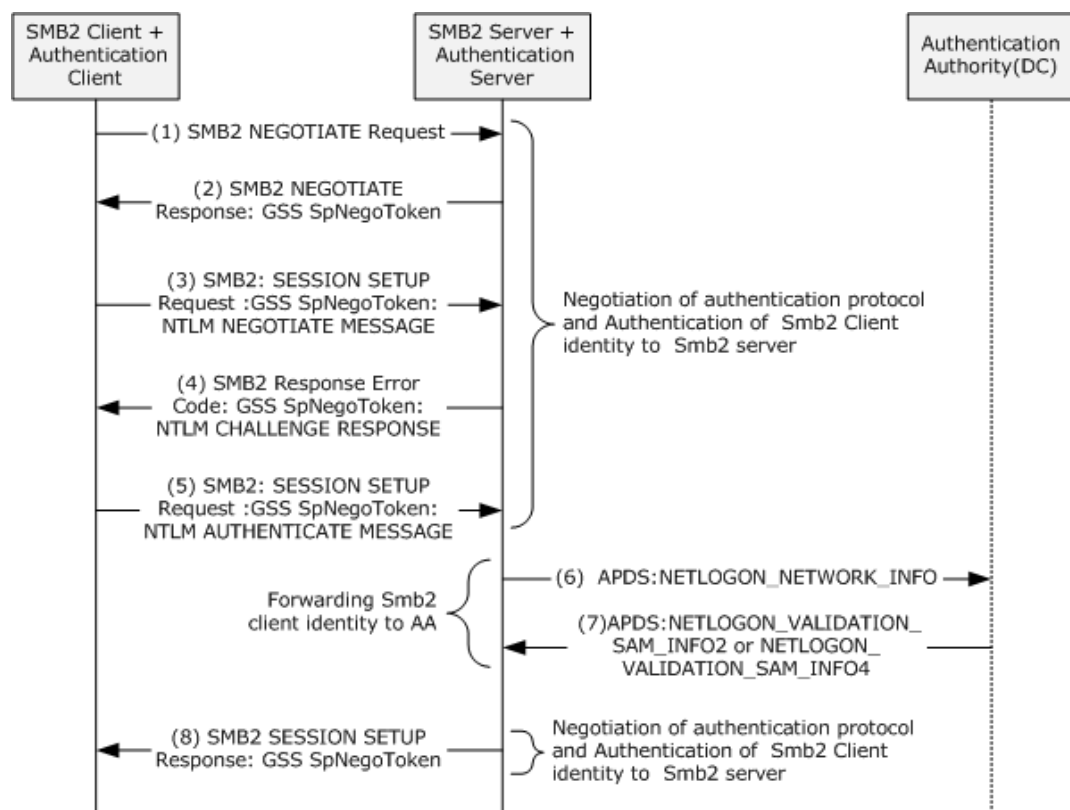 SMB2 Client +
Authentication
Client
SMB2 Server +
Authentication
Server
Authentication
Authority(DC)
(1) SMB2 NEGOTIATE Request
(2) SMB2 NEGOTIATE
Response: GSS SpNegoToken
(3) SMB2: SESSION SETUP
Request :GSS SpNegoToken:
NTLM NEGOTIATE MESSAGE
(4) SMB2 Response Error
Code: GSS SpNegoToken:
NTLM CHALLENGE RESPONSE
(5) SMB2: SESSION SETUP
Request :GSS SpNegoToken:
NTLM AUTHENTICATE MESSAGE
Negotiation of authentication protocol
and Authentication of Smb2 Client
identity to Smb2 server
Forwarding Smb2
client identity to AA
(6) APDS:NETLOGON_NETWORK_INFO
(7)APDS:NETLOGON_VALIDATION_
SAM_INFO2 or NETLOGON_
VALIDATION_SAM_INFO4
(8) SMB2 SESSION SETUP
Response: GSS SpNegoToken
Negotiation of authentication protocol
and Authentication of Smb2 Client
identity to Smb2 server